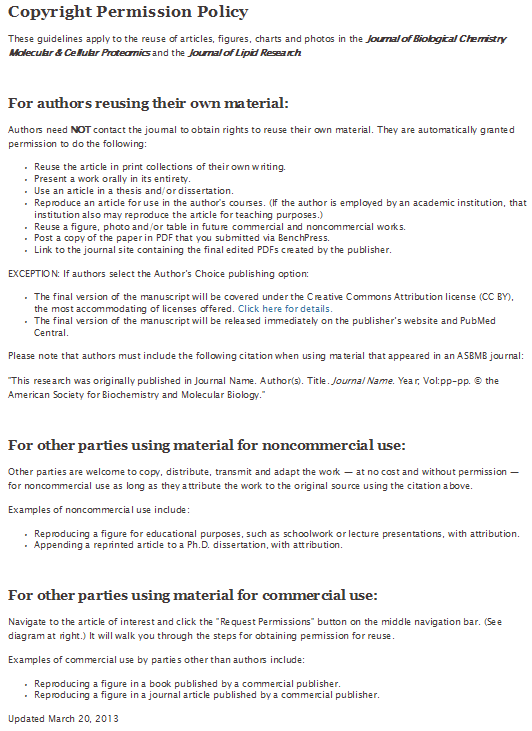 Copyright Permission Policy
These guidelines apply to the reuse of articles, figures, charts and photos in the Journal of Biological Chemistry
Molecular & Cellular Proteomics and the Journal of Lipid Research.
For authors reusing their own material:
Authors need NOT contact the journal to obtain rights to reuse their own material. They are automatically granted
permission to do the following:
• Reuse the article in print collections of their own writing.
• Present a work orally in its entirety.
• Use an article in a thesis and/or dissertation.
• Reproduce an article for use in the author's courses. (If the author is employed by an academic institution, that
institution also may reproduce the article for teaching purposes.)
• Reuse a figure, photo and/or table in future commercial and noncommercial works.
• Post a copy of the paper in PDF that you submitted via BenchPress.
• Link to the journal site containing the final edited PDFs created by the publisher.
EXCEPTION: If authors select the Author's Choice publishing option:
• The final version of the manuscript will be covered under the Creative Commons Attribution license (CC BY),
the most accommodating of licenses offered. Click here for details.
• The final version of the manuscript will be released immediately on the publisher's website and PubMed
Central.
Please note that authors must include the following citation when using material that appeared in an ASBMB journal:
"This research was originally published in Journal Name. Author(s). Title. Journal Name. Year; Vol:pp-pp. © the
American Society for Biochemistry and Molecular Biology."
For other parties using material for noncommercial use:
Other parties are welcome to copy, distribute, transmit and adapt the work — at no cost and without permission —
for noncommercial use as long as they attribute the work to the original source using the citation above.
Examples of noncommercial use include:
• Reproducing a figure for educational purposes, such as schoolwork or lecture presentations, with attribution.
• Appending a reprinted article to a Ph.D. dissertation, with attribution.
For other parties using material for commercial use:
Navigate to the article of interest and click the "Request Permissions" button on the middle navigation bar. (See
diagram at right.) It will walk you through the steps for obtaining permission for reuse.
Examples of commercial use by parties other than authors include:
• Reproducing a figure in a book published by a commercial publisher.
• Reproducing a figure in a journal article published by a commercial publisher.
Updated March 20, 2013